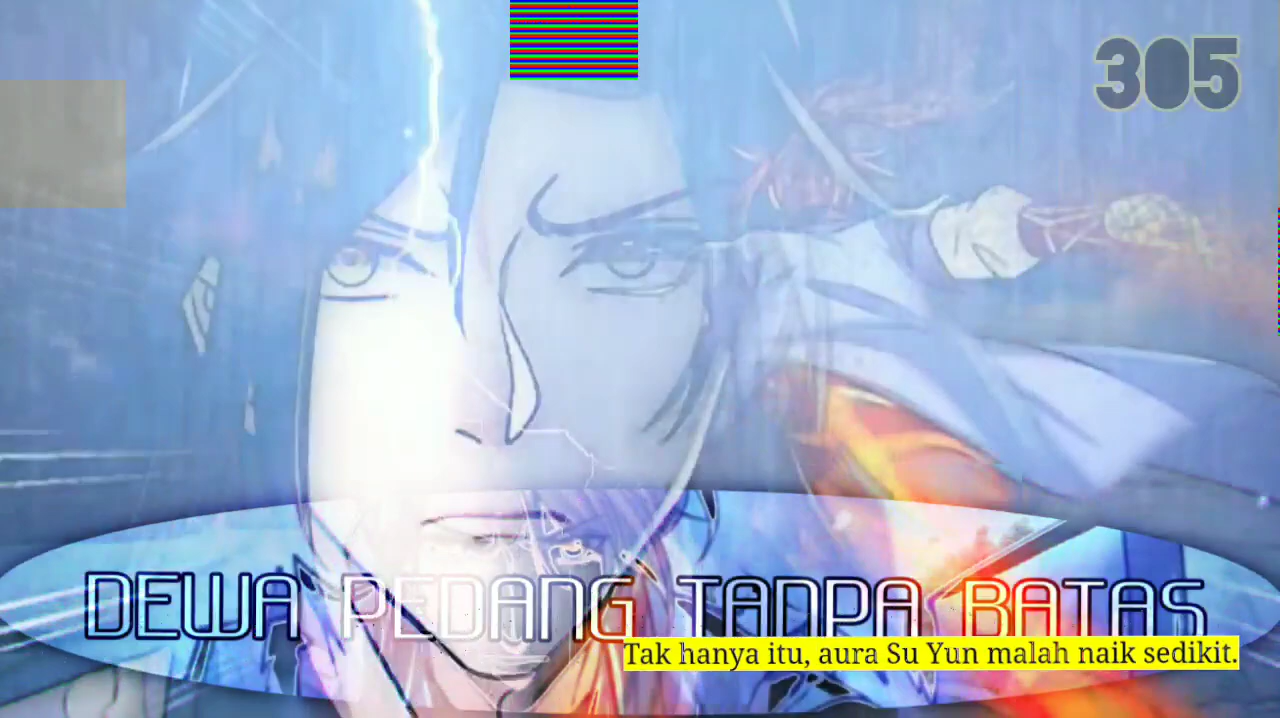 305
DEWA PEDANG TANPA BATAS
Tak hanya itu, aura Su Yun malah naik sedikit.